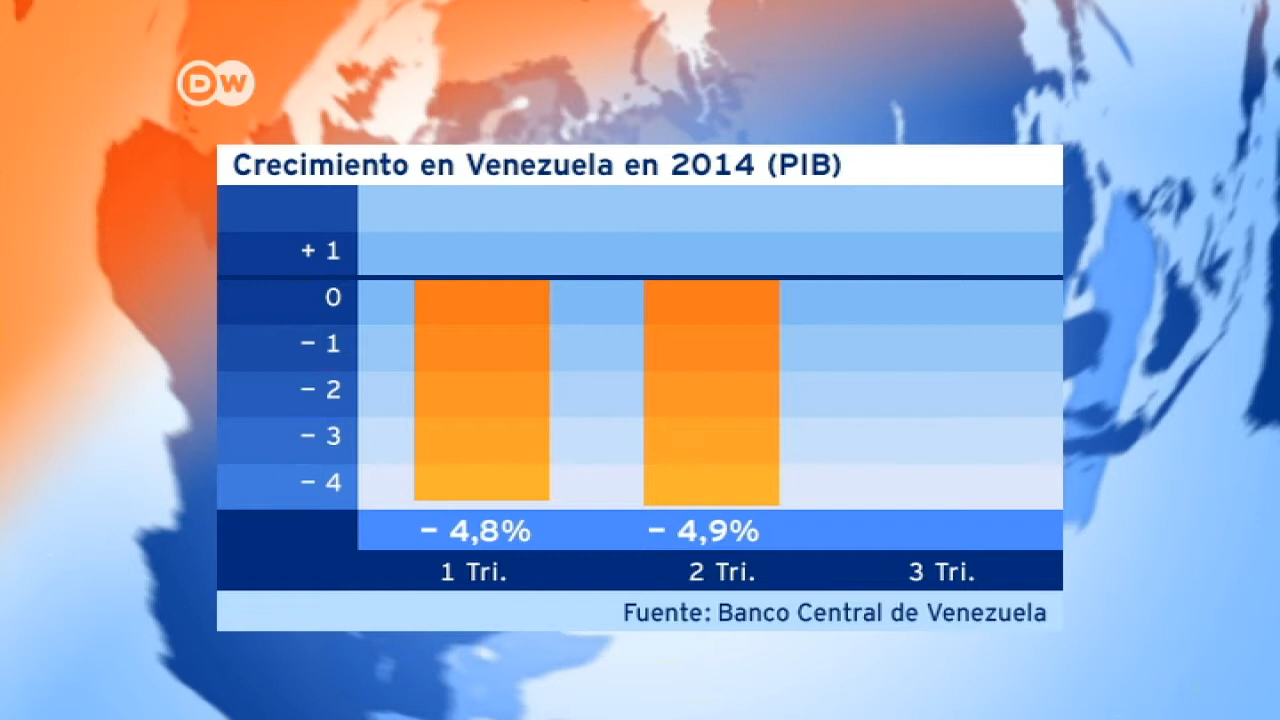 DW
Crecimiento en Venezuela en 2014 (PIB)
+ 1
0
− 1
− 2
− 3
− 4
− 4,8% − 4,9%
1 Tri. 2 Tri. 3 Tri.
Fuente: Banco Central de Venezuela